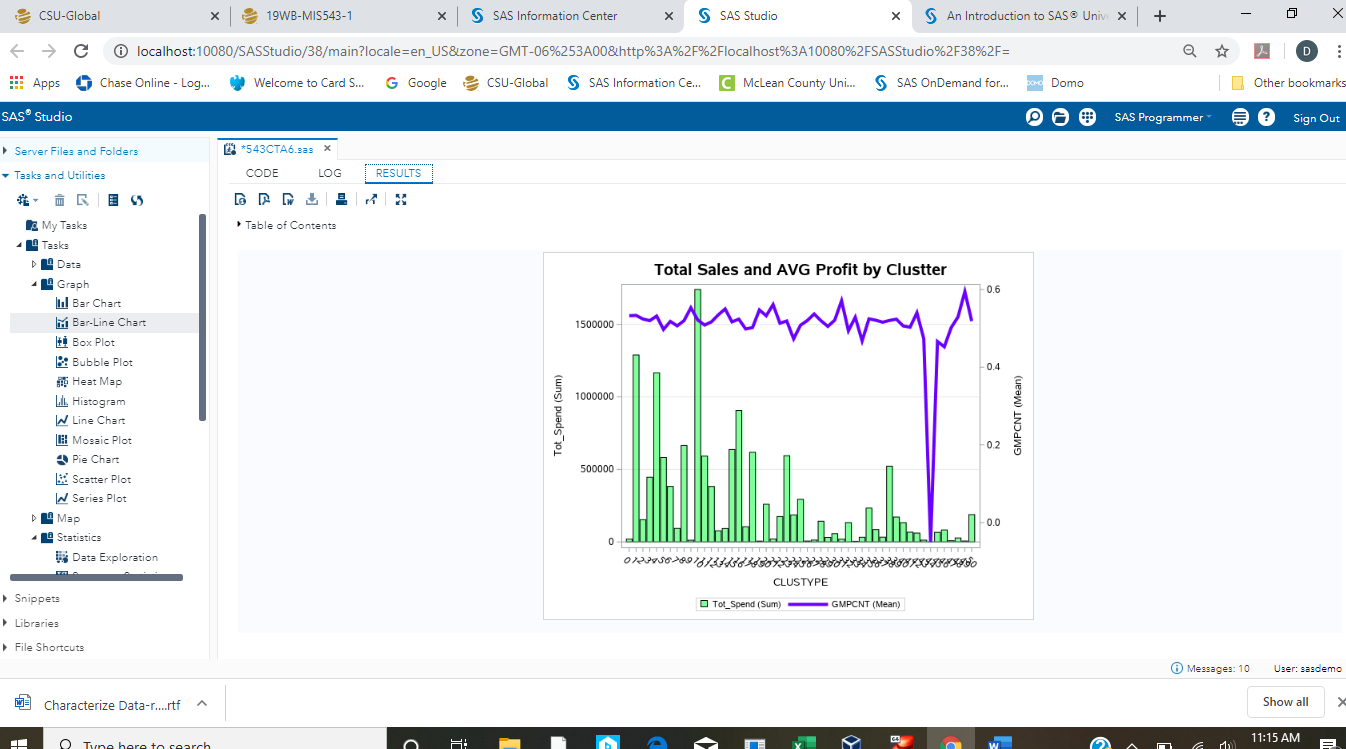 CSU-Global
19WB-MIS543-1
SAS Information Center
SAS Studio
An Introduction to SAS® Univ
localhost:10080/SASStudio/38/main?locale=en_US&zone=GMT-06%253A00&http%3A%2F%2Flocalhost%3A10080%2FSASStudio%2F38%2F=
D
Apps
Chase Online - Log...
Welcome to Card S...
Google
CSU-Global
SAS Information Ce...
McLean County Uni...
SAS OnDemand for...
Domo
Other bookmarks
SAS® Studio
SAS Programmer
Sign Out
Server Files and Folders
Tasks and Utilities
My Tasks
Tasks
Data
Graph
Bar Chart
Bar-Line Chart
Box Plot
Bubble Plot
Heat Map
Histogram
Line Chart
Mosaic Plot
Pie Chart
Scatter Plot
Series Plot
Map
Statistics
Data Exploration
Snippets
Libraries
File Shortcuts
*543CTA6.sas
CODE LOG RESULTS
Table of Contents
Total Sales and AVG Profit by Clustter
Tot_Spend (Sum)
1500000
1000000
500000
0
0.6
0.4
0.2
0.0
GMPCNT (Mean)
CLUSTYPE
Tot_Spend (Sum) GMPCNT (Mean)
Messages: 10 User: sasdemo
Characterize Data-r....rtf
Show all
Type here to search
11:15 AM